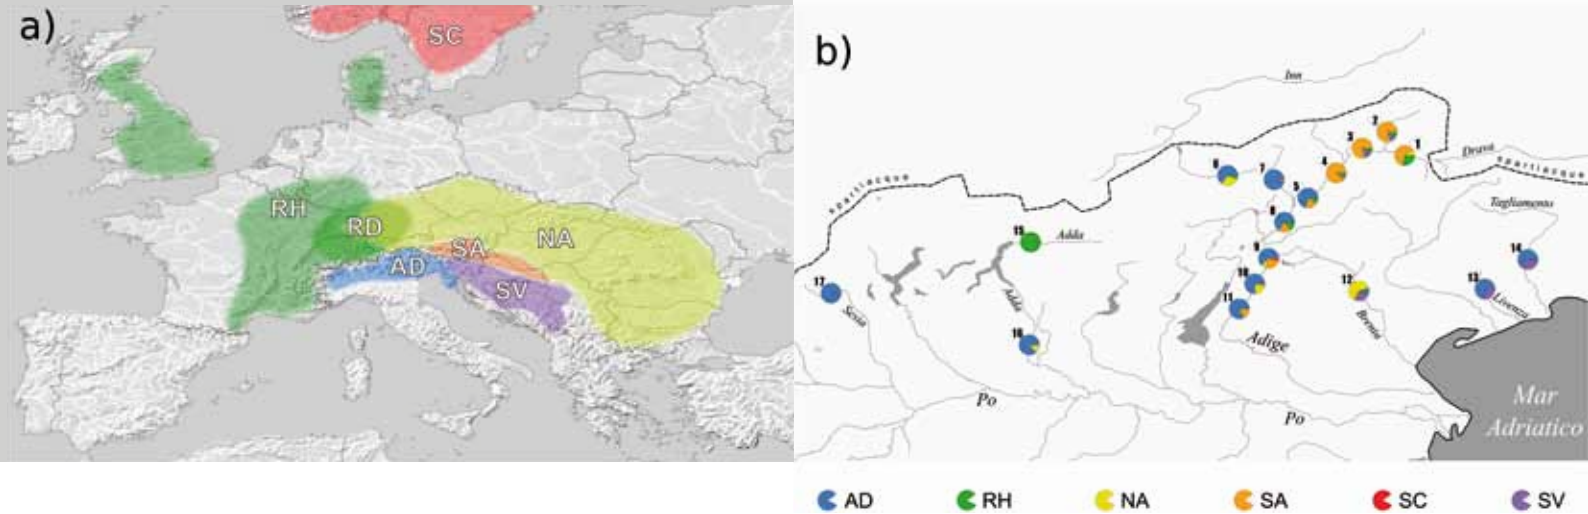 a)
SC
RH
RD
NA
SA
AD
SV
b)
Inn
spartiacque
Drava
spartiacque
Tagliamento
Adda
Adda
Sesia
Livenza
Brenta
Adige
Po
Po
Mar
Adriatico
1
2
3
4
5
6
7
8
9
10
11
12
13
14
15
16
17
AD RH NA SA SC SV